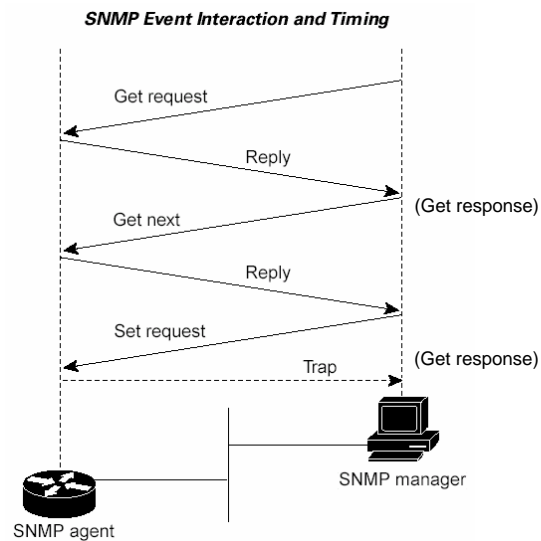 SNMP Event Interaction and Timing
Get request
Reply
(Get response)
Get next
Reply
Set request
(Get response)
Trap
SNMP manager
SNMP agent